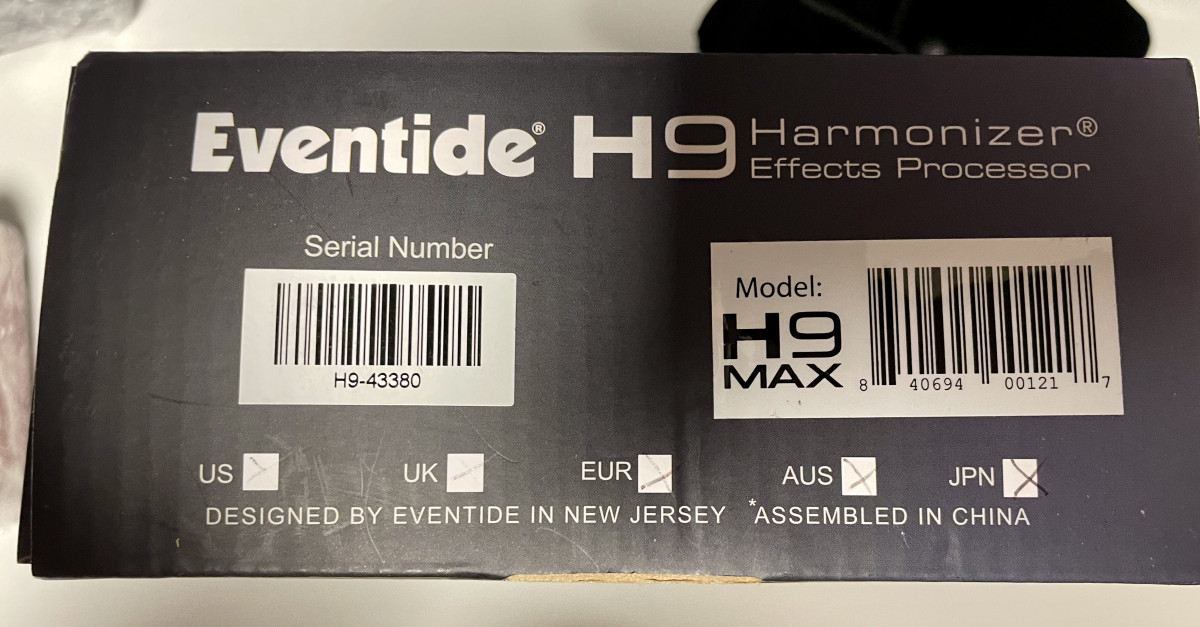 Eventide® H9 Harmonizer®
Effects Processor
Serial Number
H9-43380
Model:
H9
MAX
8 40694 00121 7
US UK EUR AUS JPN
DESIGNED BY EVENTIDE IN NEW JERSEY *ASSEMBLED IN CHINA